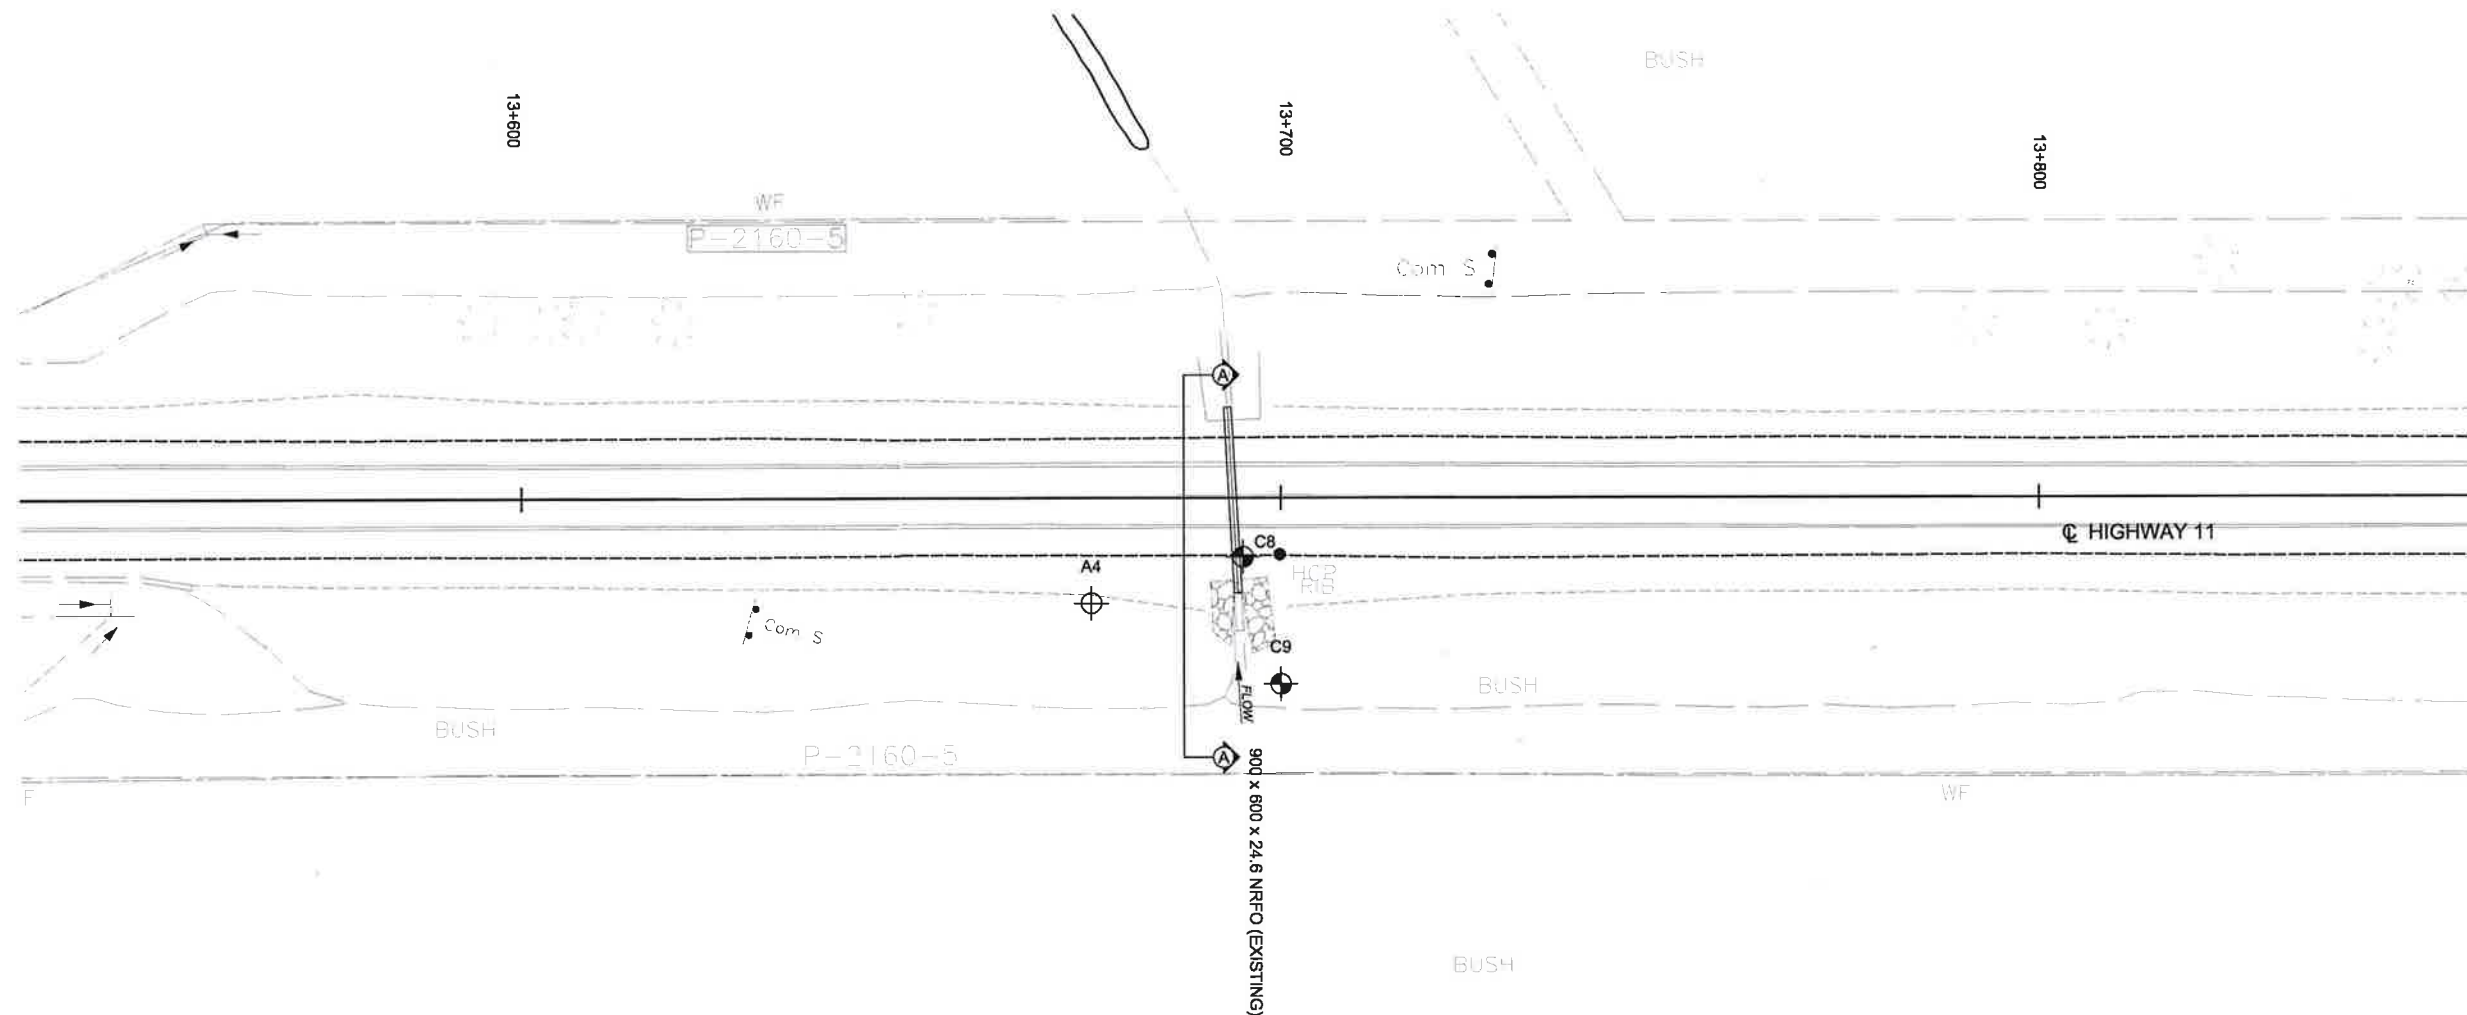 BUSH
13+600
13+700
13+800
WF
P-2160-5
Com S
A
℄ HIGHWAY 11
C8
A4
HCP
RIB
Com S
C9
FLOW
BUSH
BUSH
P-2160-5
A
F
WF
900 x 600 x 24.6 NRFO (EXISTING)
BUSH